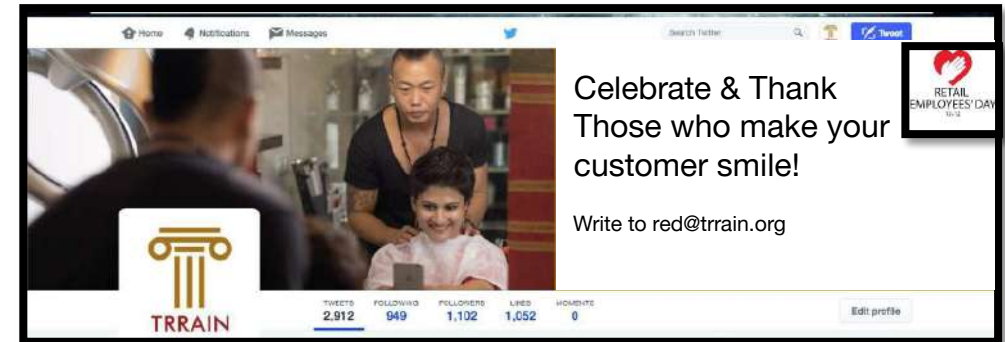 Home Notifications Messages Search Twitter Tweet
Celebrate & Thank
Those who make your
customer smile!
Write to red@trrain.org
RETAIL
EMPLOYEES' DAY
12-12
TRRAIN
TWEETS FOLLOWING FOLLOWERS LIKES MOMENTS
2,912 949 1,102 1,052 0
Edit profile